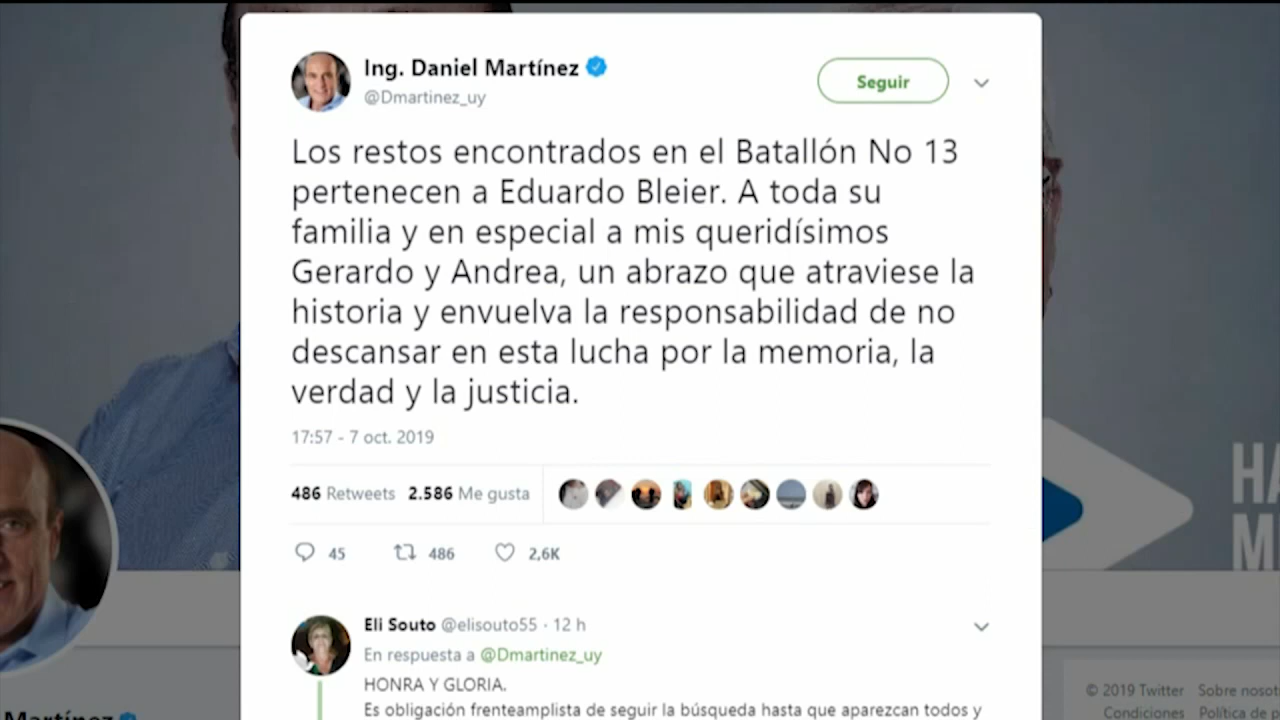 Ing. Daniel Martínez
@Dmartinez_uy
Seguir
Los restos encontrados en el Batallón No 13
pertenecen a Eduardo Bleier. A toda su
familia y en especial a mis queridísimos
Gerardo y Andrea, un abrazo que atraviese la
historia y envuelva la responsabilidad de no
descansar en esta lucha por la memoria, la
verdad y la justicia.
17:57 - 7 oct. 2019
486 Retweets 2.586 Me gusta
45 486 2,6K
Eli Souto @elisouto55 · 12 h
En respuesta a @Dmartinez_uy
HONRA Y GLORIA.
Es obligación frenteamplista de seguir la búsqueda hasta que aparezcan todos y
Martínez
HA
M
© 2019 Twitter Sobre nosot
Condiciones Política de p